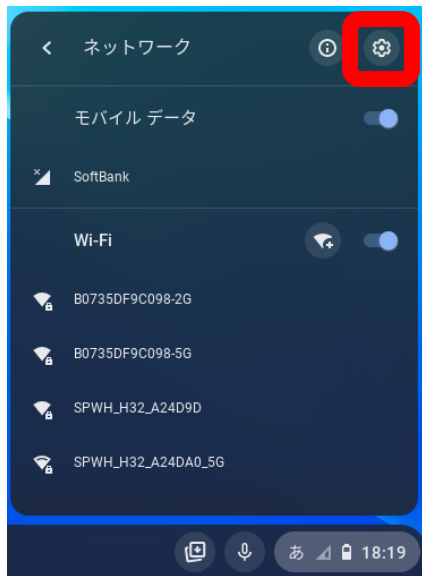 ネットワーク
モバイル データ
SoftBank
Wi-Fi
B0735DF9C098-2G
B0735DF9C098-5G
SPWH_H32_A24D9D
SPWH_H32_A24DA0_5G
あ 18:19